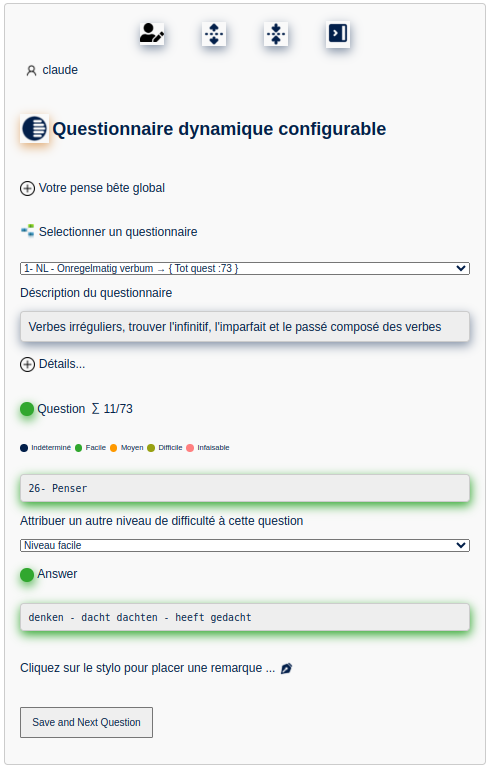 claude
Questionnaire dynamique configurable
Votre pense bête global
Selectionner un questionnaire
1- NL - Onregelmatig verbum → { Tot quest :73 }
Déscription du questionnaire
Verbes irréguliers, trouver l'infinitif, l'imparfait et le passé composé des verbes
Détails...
Question ∑ 11/73
Indéterminé Facile Moyen Difficile Infaisable
26- Penser
Attribuer un autre niveau de difficulté à cette question
Niveau facile
Answer
denken - dacht dachten - heeft gedacht
Cliquez sur le stylo pour placer une remarque ...
Save and Next Question